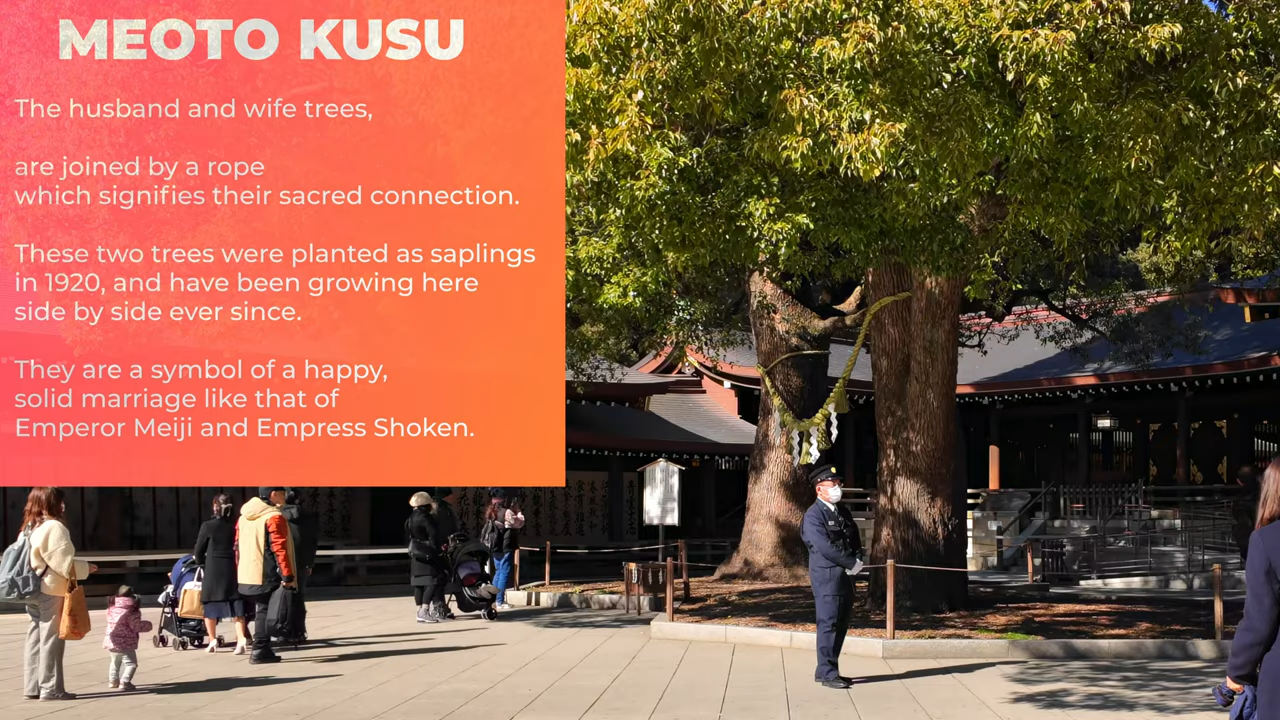 MEOTO KUSU
The husband and wife trees,
are joined by a rope
which signifies their sacred connection.
These two trees were planted as saplings
in 1920, and have been growing here
side by side ever since.
They are a symbol of a happy,
solid marriage like that of
Emperor Meiji and Empress Shoken.